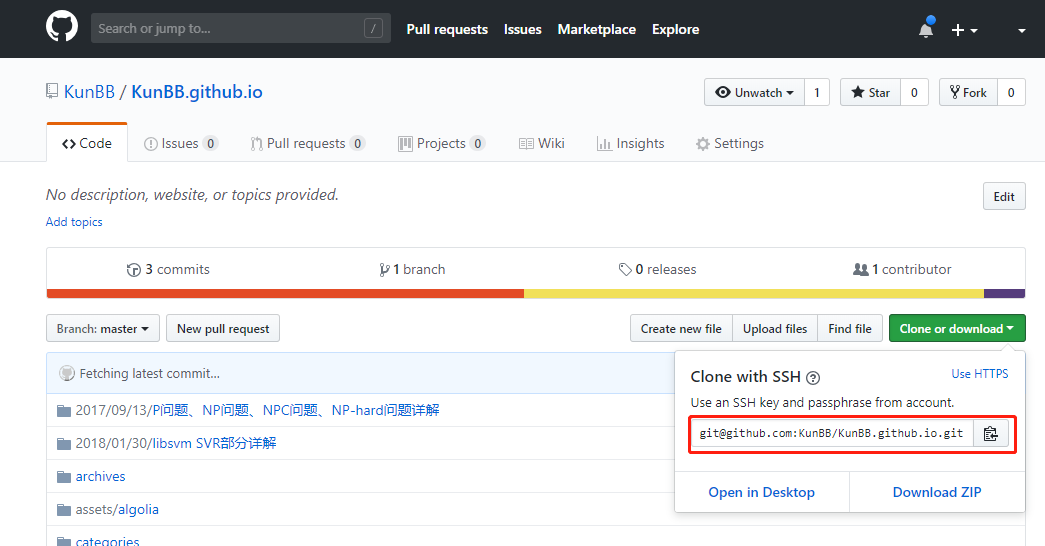 Search or jump to... / Pull requests Issues Marketplace Explore
KunBB / KunBB.github.io Unwatch 1 Star 0 Fork 0
Code Issues 0 Pull requests 0 Projects 0 Wiki Insights Settings
No description, website, or topics provided. Edit
Add topics
3 commits 1 branch 0 releases 1 contributor
Branch: master New pull request Create new file Upload files Find file Clone or download
Fetching latest commit...
Clone with SSH ? Use HTTPS
Use an SSH key and passphrase from account.
git@github.com:KunBB/KunBB.github.io.git
Open in Desktop Download ZIP
2017/09/13/P问题、NP问题、NPC问题、NP-hard问题详解
2018/01/30/libsvm SVR部分详解
archives
assets/algolia
categories